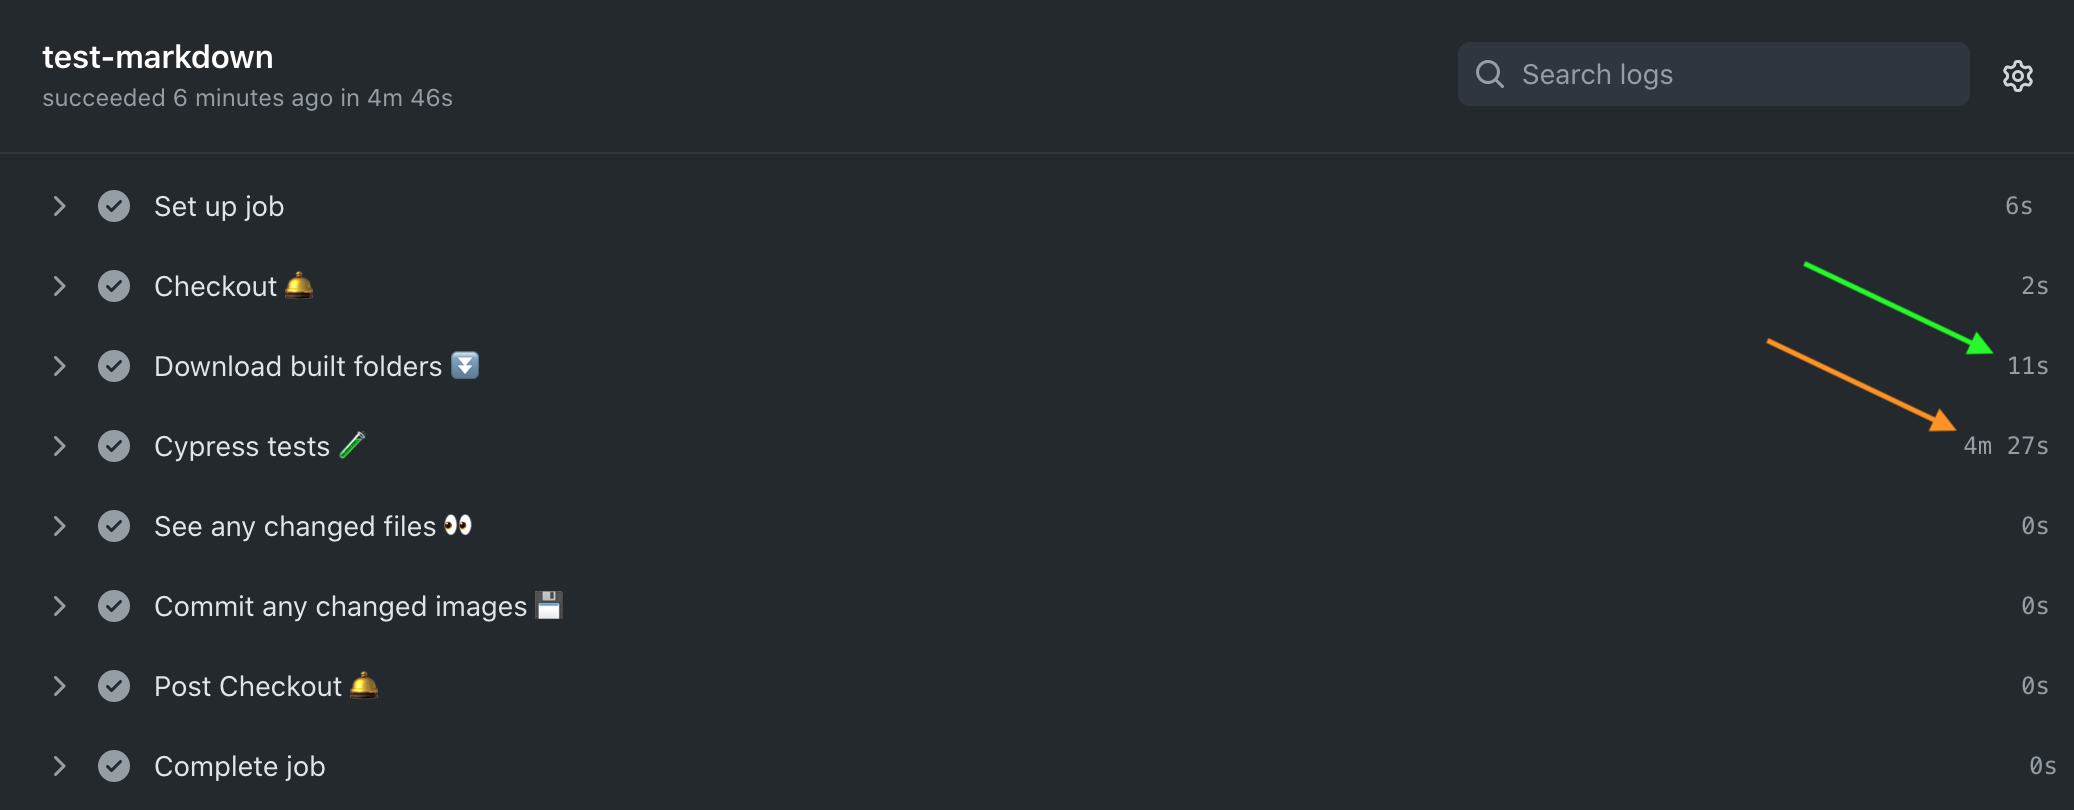 test-markdown
succeeded 6 minutes ago in 4m 46s
Search logs
Set up job 6s
Checkout 🛎️ 2s
Download built folders ⏬ 11s
Cypress tests 🧪 4m 27s
See any changed files 👀 0s
Commit any changed images 💾 0s
Post Checkout 🛎️ 0s
Complete job 0s